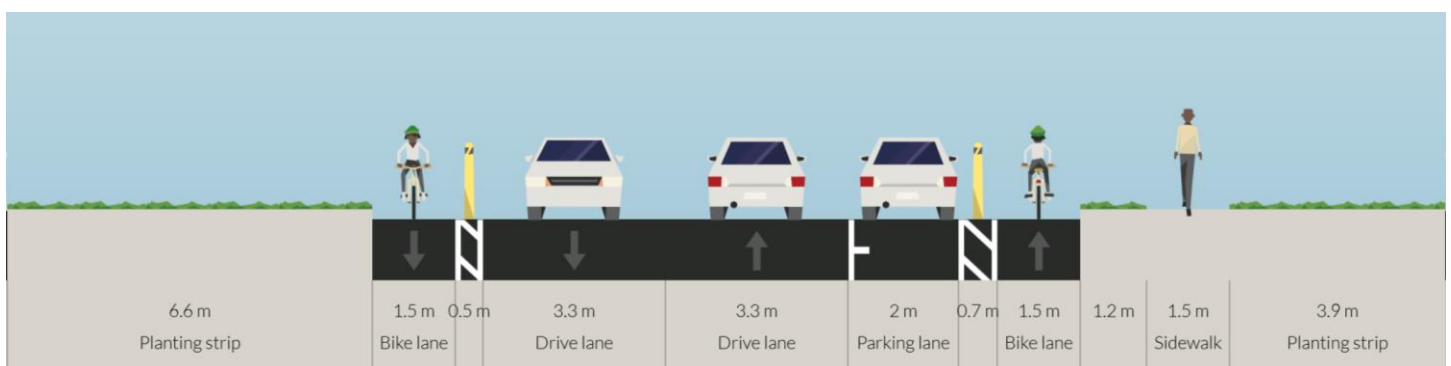 6.6 m 1.5 m 0.5 m 3.3 m 3.3 m 2 m 0.7 m 1.5 m 1.2 m 1.5 m 3.9 m
Planting strip Bike lane Drive lane Drive lane Parking lane Bike lane Sidewalk Planting strip